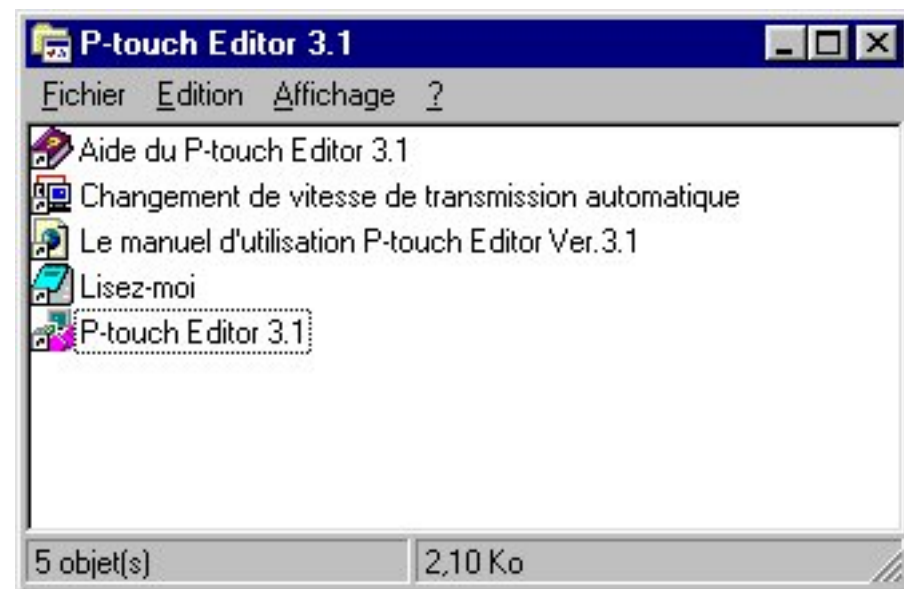 P-touch Editor 3.1
Fichier Edition Affichage ?
Aide du P-touch Editor 3.1
Changement de vitesse de transmission automatique
Le manuel d'utilisation P-touch Editor Ver.3.1
Lisez-moi
P-touch Editor 3.1
5 objet(s) 2,10 Ko